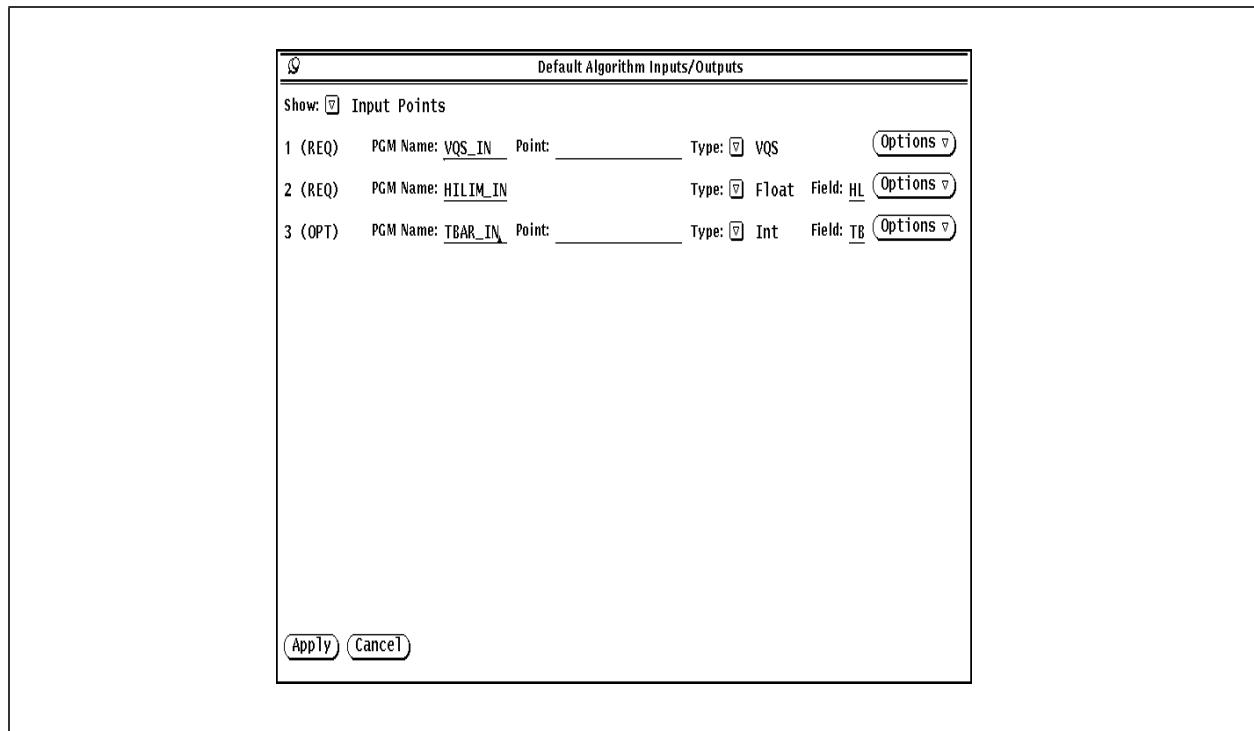 Default Algorithm Inputs/Outputs
Show: Input Points
1 (REQ) PGM Name: VQS_IN Point: Type: VQS Options
2 (REQ) PGM Name: HILIM_IN Type: Float Field: HL Options
3 (OPT) PGM Name: TBAR_IN Point: Type: Int Field: TB Options
Apply Cancel